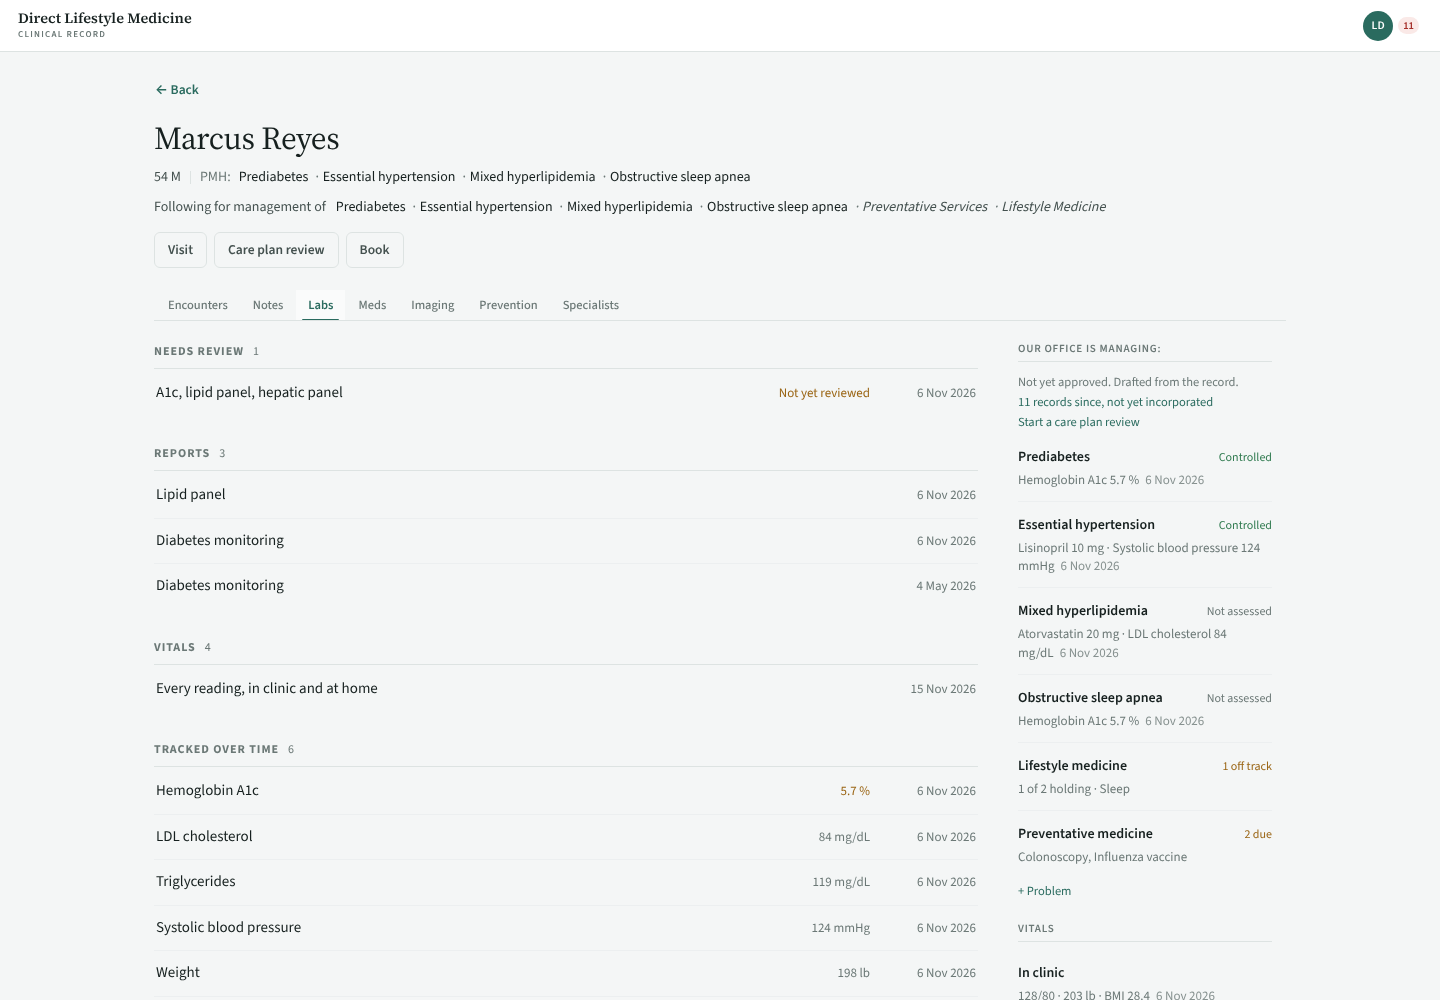 Direct Lifestyle Medicine
CLINICAL RECORD
LD
11
← Back
Marcus Reyes
54 M | PMH: Prediabetes · Essential hypertension · Mixed hyperlipidemia · Obstructive sleep apnea
Following for management of Prediabetes · Essential hypertension · Mixed hyperlipidemia · Obstructive sleep apnea · Preventative Services · Lifestyle Medicine
Visit
Care plan review
Book
Encounters Notes Labs Meds Imaging Prevention Specialists
NEEDS REVIEW 1
A1c, lipid panel, hepatic panel Not yet reviewed 6 Nov 2026
REPORTS 3
Lipid panel 6 Nov 2026
Diabetes monitoring 6 Nov 2026
Diabetes monitoring 4 May 2026
VITALS 4
Every reading, in clinic and at home 15 Nov 2026
TRACKED OVER TIME 6
Hemoglobin A1c 5.7 % 6 Nov 2026
LDL cholesterol 84 mg/dL 6 Nov 2026
Triglycerides 119 mg/dL 6 Nov 2026
Systolic blood pressure 124 mmHg 6 Nov 2026
Weight 198 lb 6 Nov 2026
OUR OFFICE IS MANAGING:
Not yet approved. Drafted from the record.
11 records since, not yet incorporated
Start a care plan review
Prediabetes Controlled
Hemoglobin A1c 5.7 % 6 Nov 2026
Essential hypertension Controlled
Lisinopril 10 mg · Systolic blood pressure 124
mmHg 6 Nov 2026
Mixed hyperlipidemia Not assessed
Atorvastatin 20 mg · LDL cholesterol 84
mg/dL 6 Nov 2026
Obstructive sleep apnea Not assessed
Hemoglobin A1c 5.7 % 6 Nov 2026
Lifestyle medicine 1 off track
1 of 2 holding · Sleep
Preventative medicine 2 due
Colonoscopy, Influenza vaccine
+ Problem
VITALS
In clinic
128/80 · 203 lb · BMI 28.4 6 Nov 2026